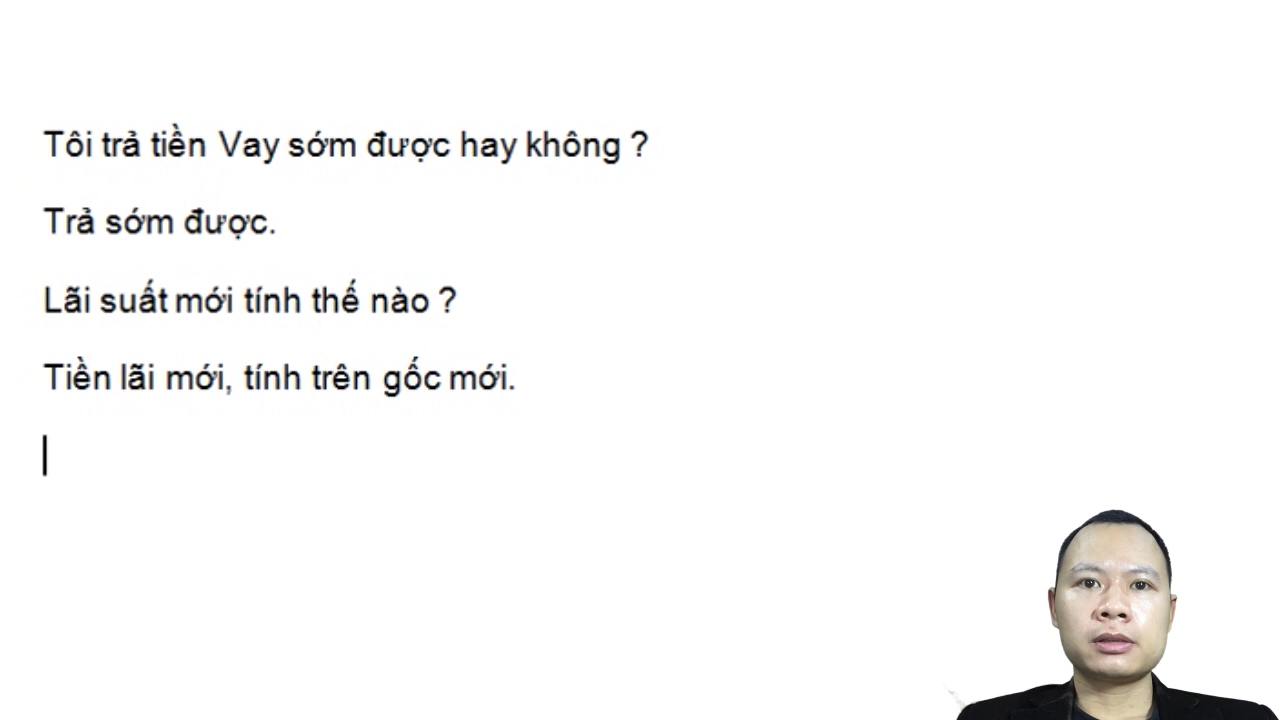 Tôi trả tiền Vay sớm được hay không ?
Trả sớm được.
Lãi suất mới tính thế nào ?
Tiền lãi mới, tính trên gốc mới.